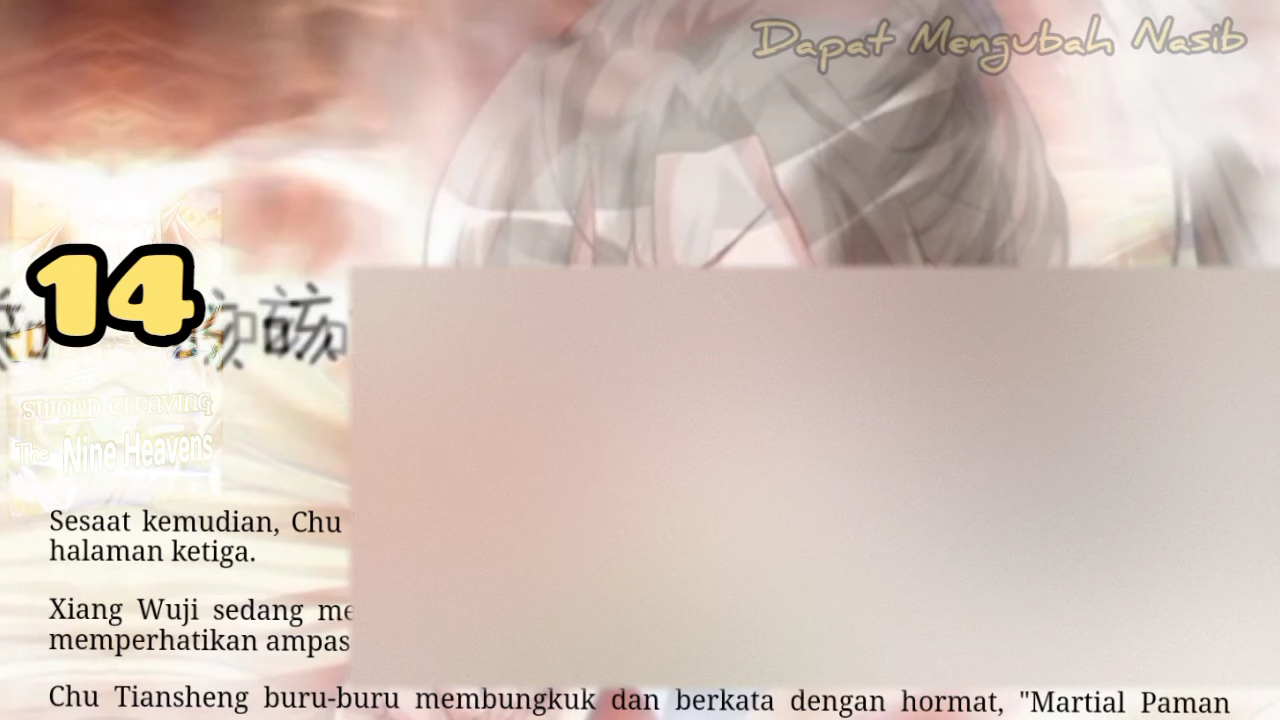 Dapat Mengubah Nasib
14
SWORD CLEAVING
The Nine Heavens
Sesaat kemudian, Chu
halaman ketiga.
Xiang Wuji sedang
memperhatikan ampas
Chu Tiansheng buru-buru membungkuk dan berkata dengan hormat, "Martial Paman